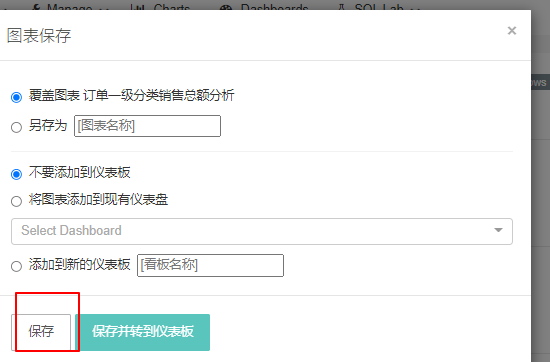 Manage Charts Dashboards SQL Lab
图表保存 ×
覆盖图表 订单一级分类销售总额分析
另存为 [图表名称]
不要添加到仪表板
将图表添加到现有仪表盘
Select Dashboard
添加到新的仪表板 [看板名称]
保存 保存并转到仪表板